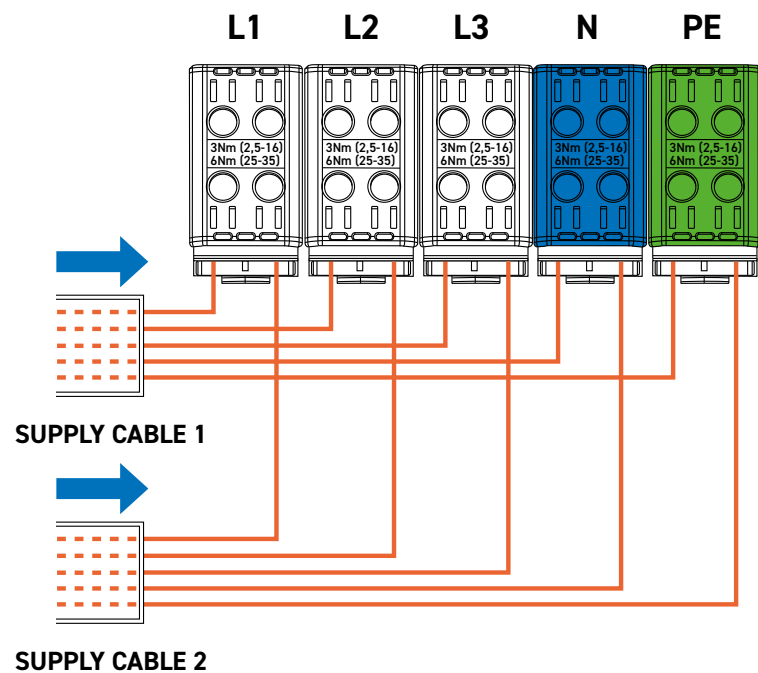 L1 L2 L3 N PE
3Nm (2,5-16) 3Nm (2,5-16) 3Nm (2,5-16) 3Nm (2,5-16) 3Nm (2,5-16)
6Nm (25-35) 6Nm (25-35) 6Nm (25-35) 6Nm (25-35) 6Nm (25-35)
SUPPLY CABLE 1
SUPPLY CABLE 2